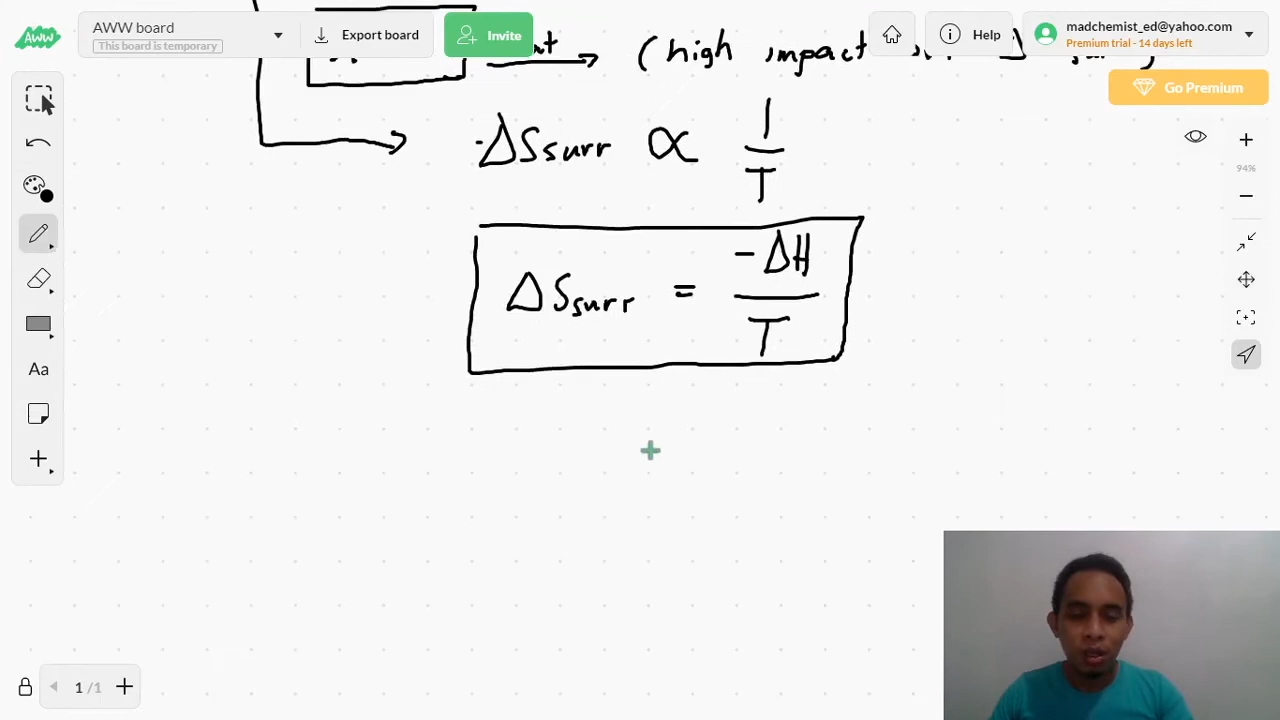 AWW
AWW board
This board is temporary
Export board
Invite
Help
madchemist_ed@yahoo.com
Premium trial - 14 days left
Go Premium
(high impact
-ΔSsurr ∝ 1/T
ΔSsurr = -ΔH/T
94%
Aa
1 /1